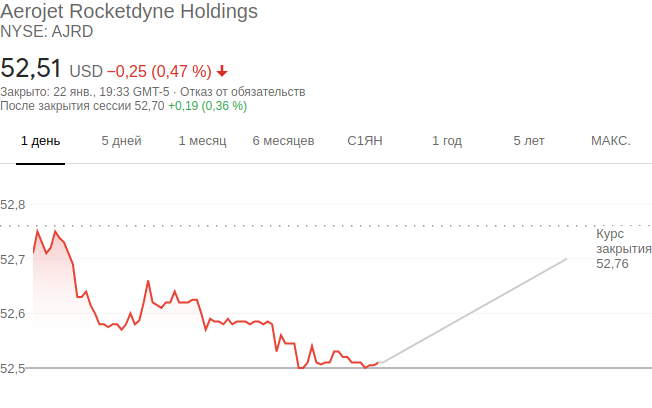 Aerojet Rocketdyne Holdings
NYSE: AJRD
52,51 USD −0,25 (0,47 %)
Закрыто: 22 янв., 19:33 GMT-5 · Отказ от обязательств
После закрытия сессии 52,70 +0,19 (0,36 %)
1 день 5 дней 1 месяц 6 месяцев С1ЯН 1 год 5 лет МАКС.
52,8
Курс
закрытия
52,7
52,76
52,6
52,5